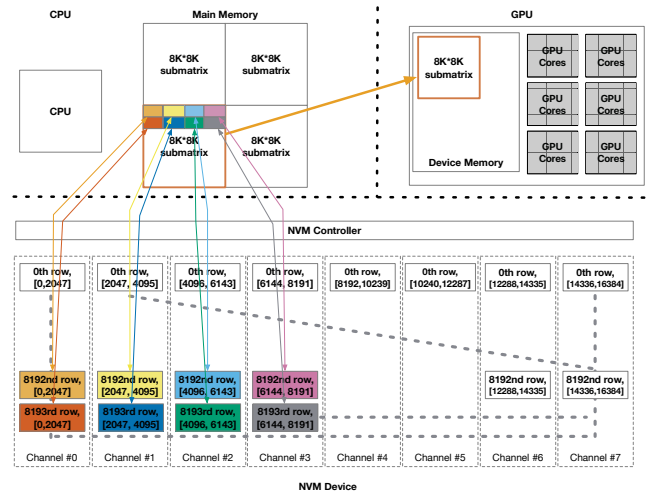 CPU
Main Memory
GPU
CPU
8K*8K
submatrix
8K*8K
submatrix
8K*8K
submatrix
8K*8K
submatrix
8K*8K
submatrix
Device Memory
GPU
Cores
GPU
Cores
GPU
Cores
GPU
Cores
GPU
Cores
GPU
Cores
NVM Controller
0th row,
[0,2047]
0th row,
[2047, 4095]
0th row,
[4096, 6143]
0th row,
[6144, 8191]
0th row,
[8192,10239]
0th row,
[10240,12287]
0th row,
[12288,14335]
0th row,
[14336,16384]
8192nd row,
[0,2047]
8192nd row,
[2047, 4095]
8192nd row,
[4096, 6143]
8192nd row,
[6144, 8191]
8192nd row,
[12288,14335]
8192nd row,
[14336,16384]
8193rd row,
[0,2047]
8193rd row,
[2047, 4095]
8193rd row,
[4096, 6143]
8193rd row,
[6144, 8191]
Channel #0
Channel #1
Channel #2
Channel #3
Channel #4
Channel #5
Channel #6
Channel #7
NVM Device